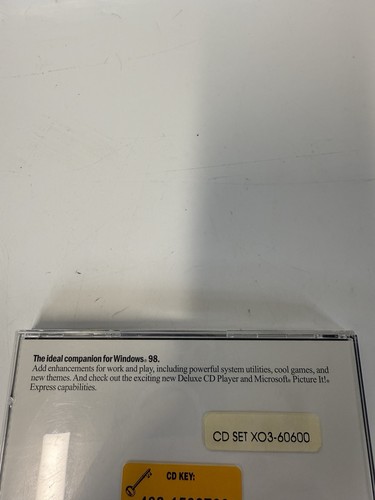 The ideal companion for Windows® 98.
Add enhancements for work and play, including powerful system utilities, cool games, and
new themes. And check out the exciting new Deluxe CD Player and Microsoft® Picture It!®
Express capabilities.
CD SET XO3-60600
CD KEY: